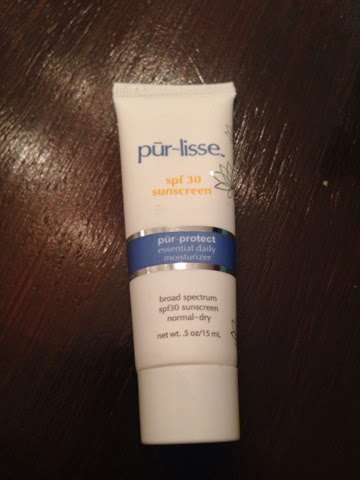 pūr-lisse™
spf 30
sunscreen
pūr-protect
essential daily
moisturizer
broad spectrum
spf30 sunscreen
normal-dry
net wt. .5 oz/15 mL